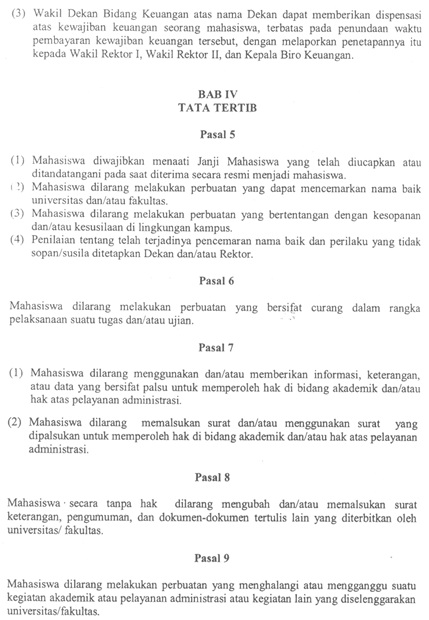 (3) Wakil Dekan Bidang Keuangan atas nama Dekan dapat memberikan dispensasi
atas kewajiban keuangan seorang mahasiswa, terbatas pada penundaan waktu
pembayaran kewajiban keuangan tersebut, dengan melaporkan penetapannya itu
kepada Wakil Rektor I, Wakil Rektor II, dan Kepala Biro Keuangan.
BAB IV
TATA TERTIB
Pasal 5
(1) Mahasiswa diwajibkan menaati Janji Mahasiswa yang telah diucapkan atau
ditandatangani pada saat diterima secara resmi menjadi mahasiswa.
(2) Mahasiswa dilarang melakukan perbuatan yang dapat mencemarkan nama baik
universitas dan/atau fakultas.
(3) Mahasiswa dilarang melakukan perbuatan yang bertentangan dengan kesopanan
dan/atau kesusilaan di lingkungan kampus.
(4) Penilaian tentang telah terjadinya pencemaran nama baik dan perilaku yang tidak
sopan/susila ditetapkan Dekan dan/atau Rektor.
Pasal 6
Mahasiswa dilarang melakukan perbuatan yang bersifat curang dalam rangka
pelaksanaan suatu tugas dan/atau ujian.
Pasal 7
(1) Mahasiswa dilarang menggunakan dan/atau memberikan informasi, keterangan,
atau data yang bersifat palsu untuk memperoleh hak di bidang akademik dan/atau
hak atas pelayanan administrasi.
(2) Mahasiswa dilarang memalsukan surat dan/atau menggunakan surat yang
dipalsukan untuk memperoleh hak di bidang akademik dan/atau hak atas pelayanan
administrasi.
Pasal 8
Mahasiswa secara tanpa hak dilarang mengubah dan/atau memalsukan surat
keterangan, pengumuman, dan dokumen-dokumen tertulis lain yang diterbitkan oleh
universitas/ fakultas.
Pasal 9
Mahasiswa dilarang melakukan perbuatan yang menghalangi atau mengganggu suatu
kegiatan akademik atau pelayanan administrasi atau kegiatan lain yang diselenggarakan
universitas/fakultas.